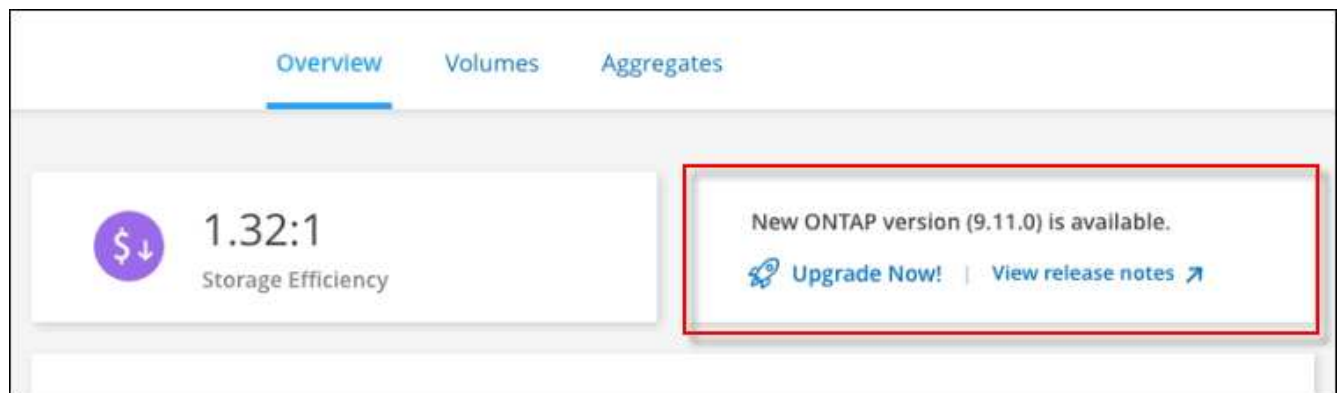 Overview Volumes Aggregates
1.32:1
Storage Efficiency
New ONTAP version (9.11.0) is available.
Upgrade Now! | View release notes